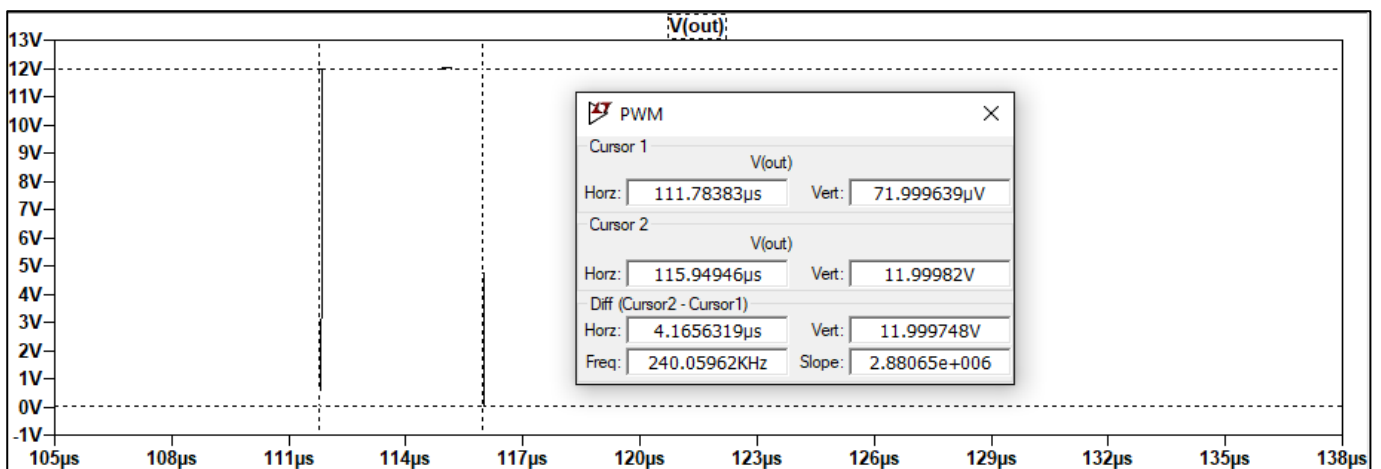 V(out)
13V
12V
11V
10V
9V
8V
7V
6V
5V
4V
3V
2V
1V
0V
-1V
105µs 108µs 111µs 114µs 117µs 120µs 123µs 126µs 129µs 132µs 135µs 138µs
PWM
Cursor 1
V(out)
Horz: 111.78383µs Vert: 71.999639µV
Cursor 2
V(out)
Horz: 115.94946µs Vert: 11.99982V
Diff (Cursor2 - Cursor1)
Horz: 4.1656319µs Vert: 11.999748V
Freq: 240.05962KHz Slope: 2.88065e+006